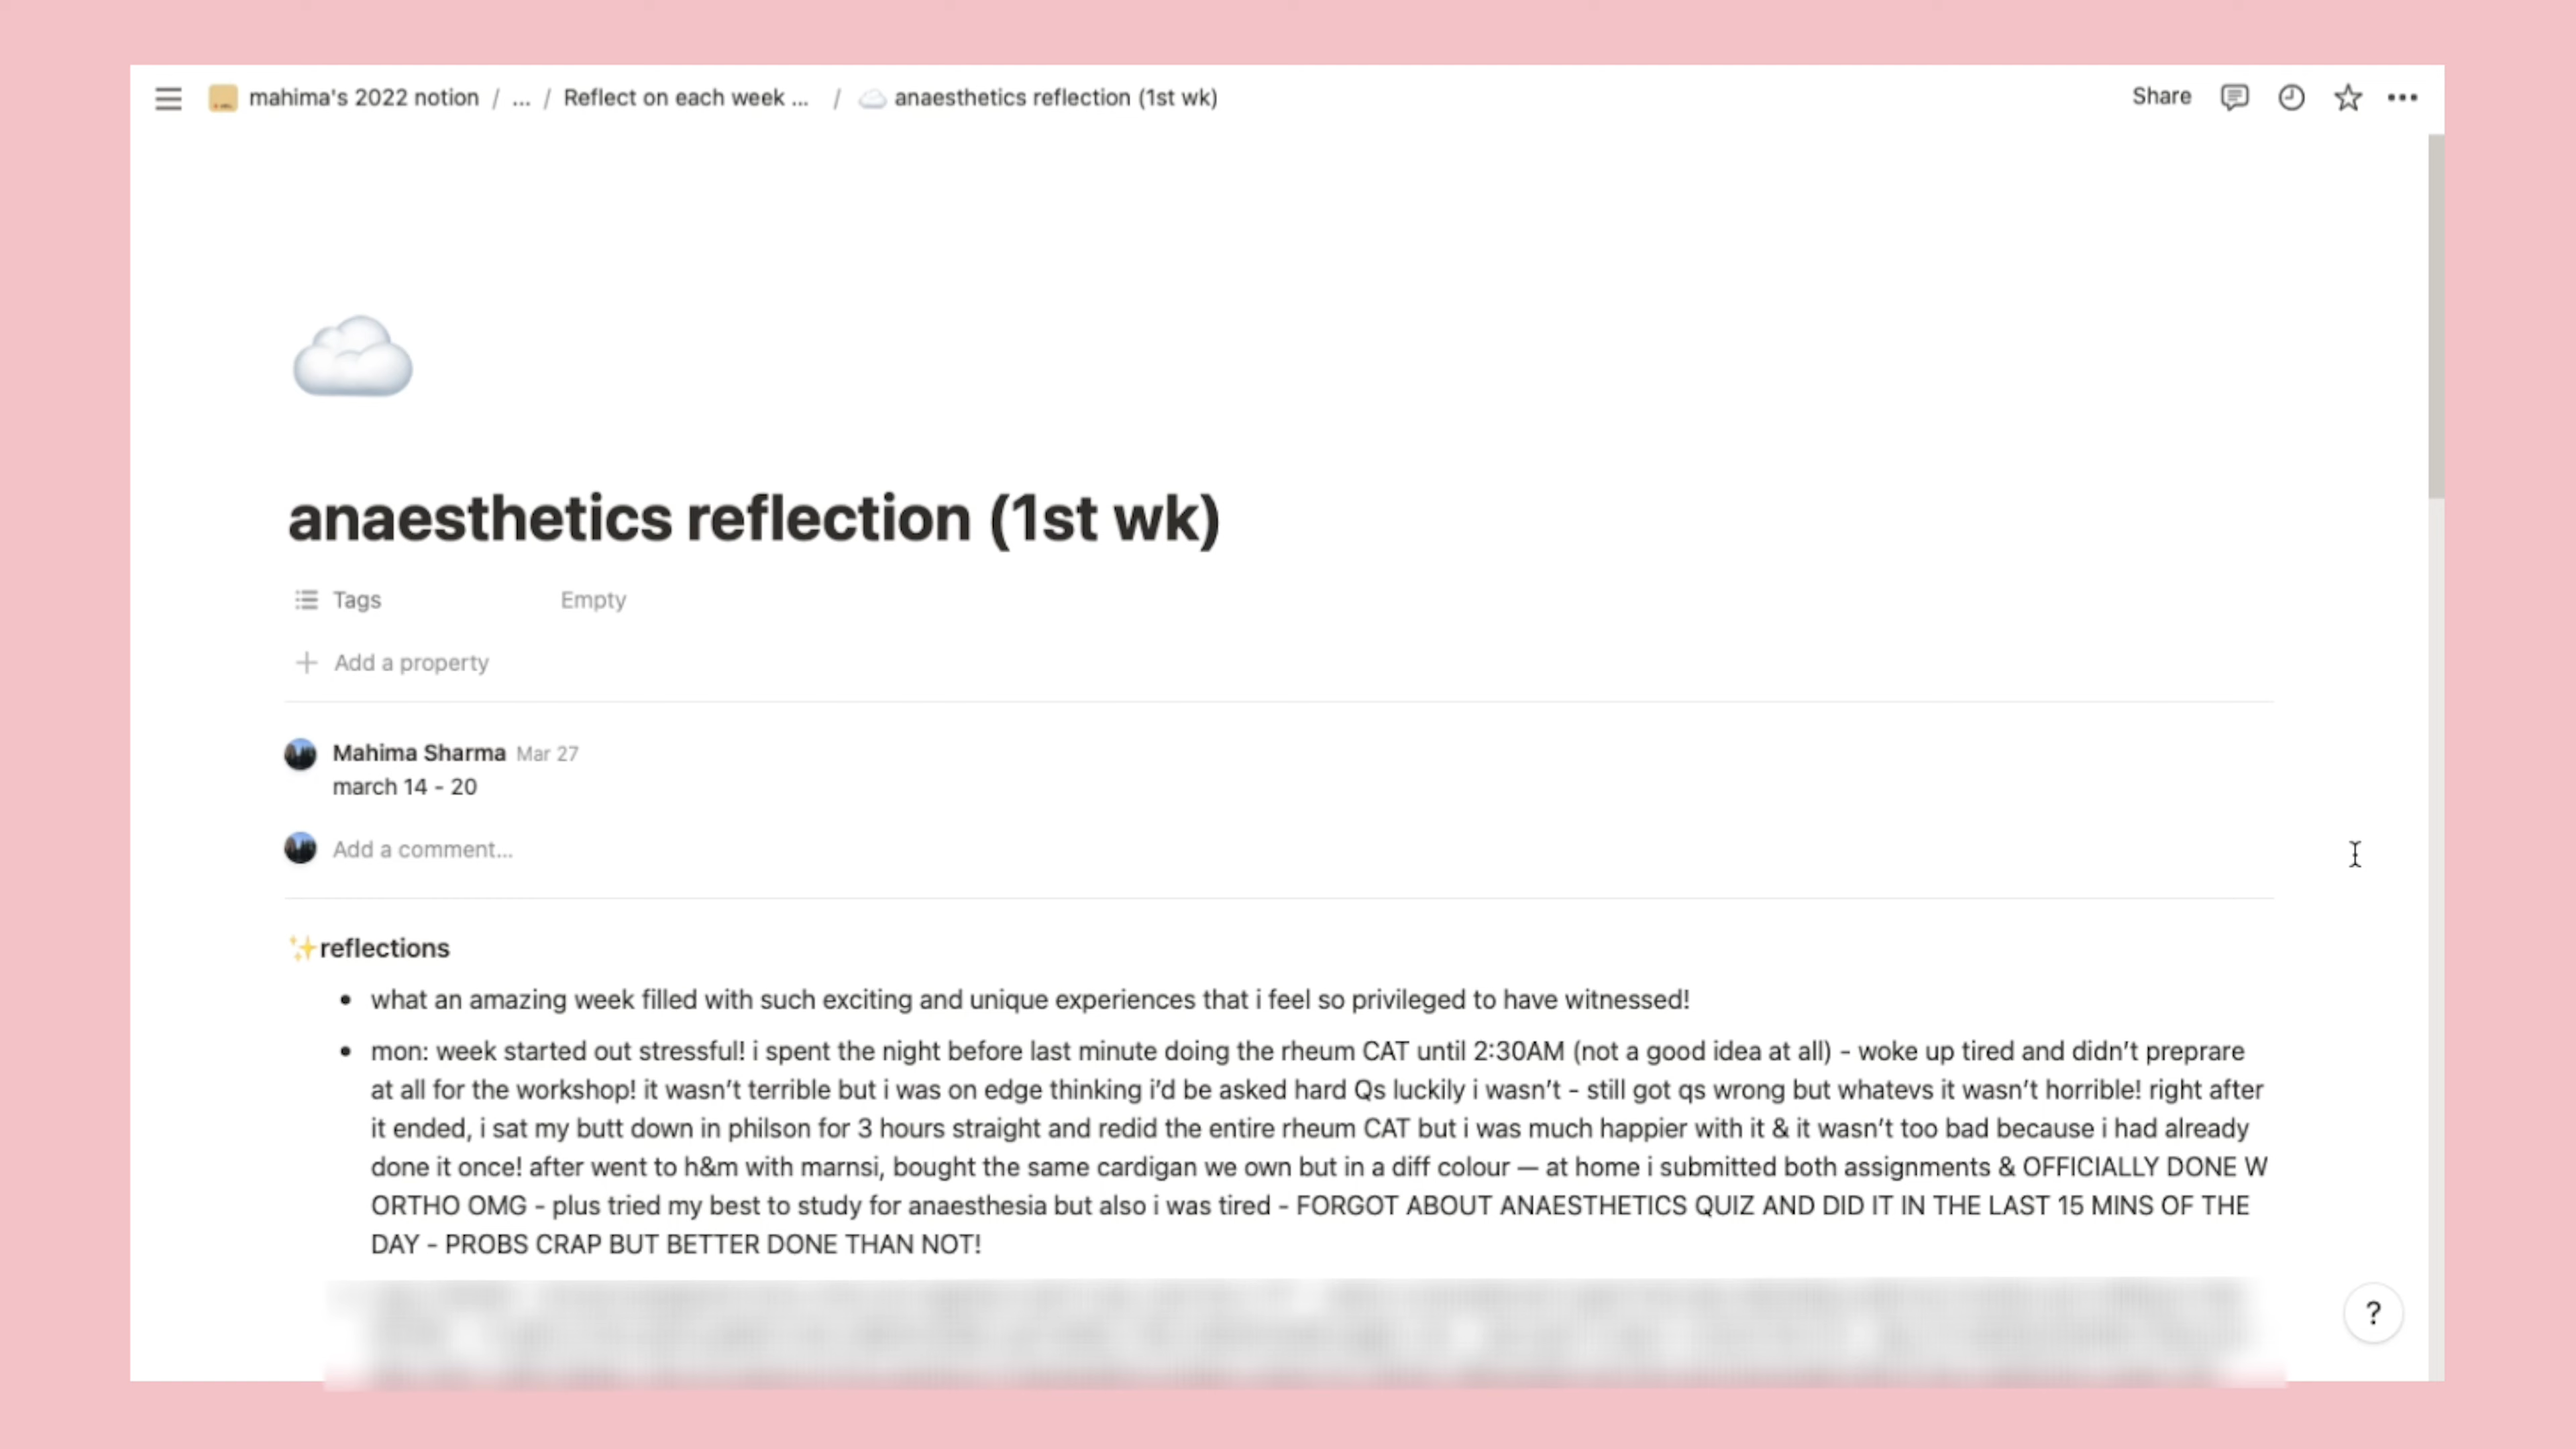 mahima's 2022 notion / ... / Reflect on each week ... / anaesthetics reflection (1st wk)
Share
anaesthetics reflection (1st wk)
Tags Empty
Add a property
Mahima Sharma Mar 27
march 14 - 20
Add a comment...
✨reflections
• what an amazing week filled with such exciting and unique experiences that i feel so privileged to have witnessed!
• mon: week started out stressful! i spent the night before last minute doing the rheum CAT until 2:30AM (not a good idea at all) - woke up tired and didn't preprare
at all for the workshop! it wasn't terrible but i was on edge thinking i'd be asked hard Qs luckily i wasn't - still got qs wrong but whatevs it wasn't horrible! right after
it ended, i sat my butt down in philson for 3 hours straight and redid the entire rheum CAT but i was much happier with it & it wasn't too bad because i had already
done it once! after went to h&m with marnsi, bought the same cardigan we own but in a diff colour — at home i submitted both assignments & OFFICIALLY DONE W
ORTHO OMG - plus tried my best to study for anaesthesia but also i was tired - FORGOT ABOUT ANAESTHETICS QUIZ AND DID IT IN THE LAST 15 MINS OF THE
DAY - PROBS CRAP BUT BETTER DONE THAN NOT!
?